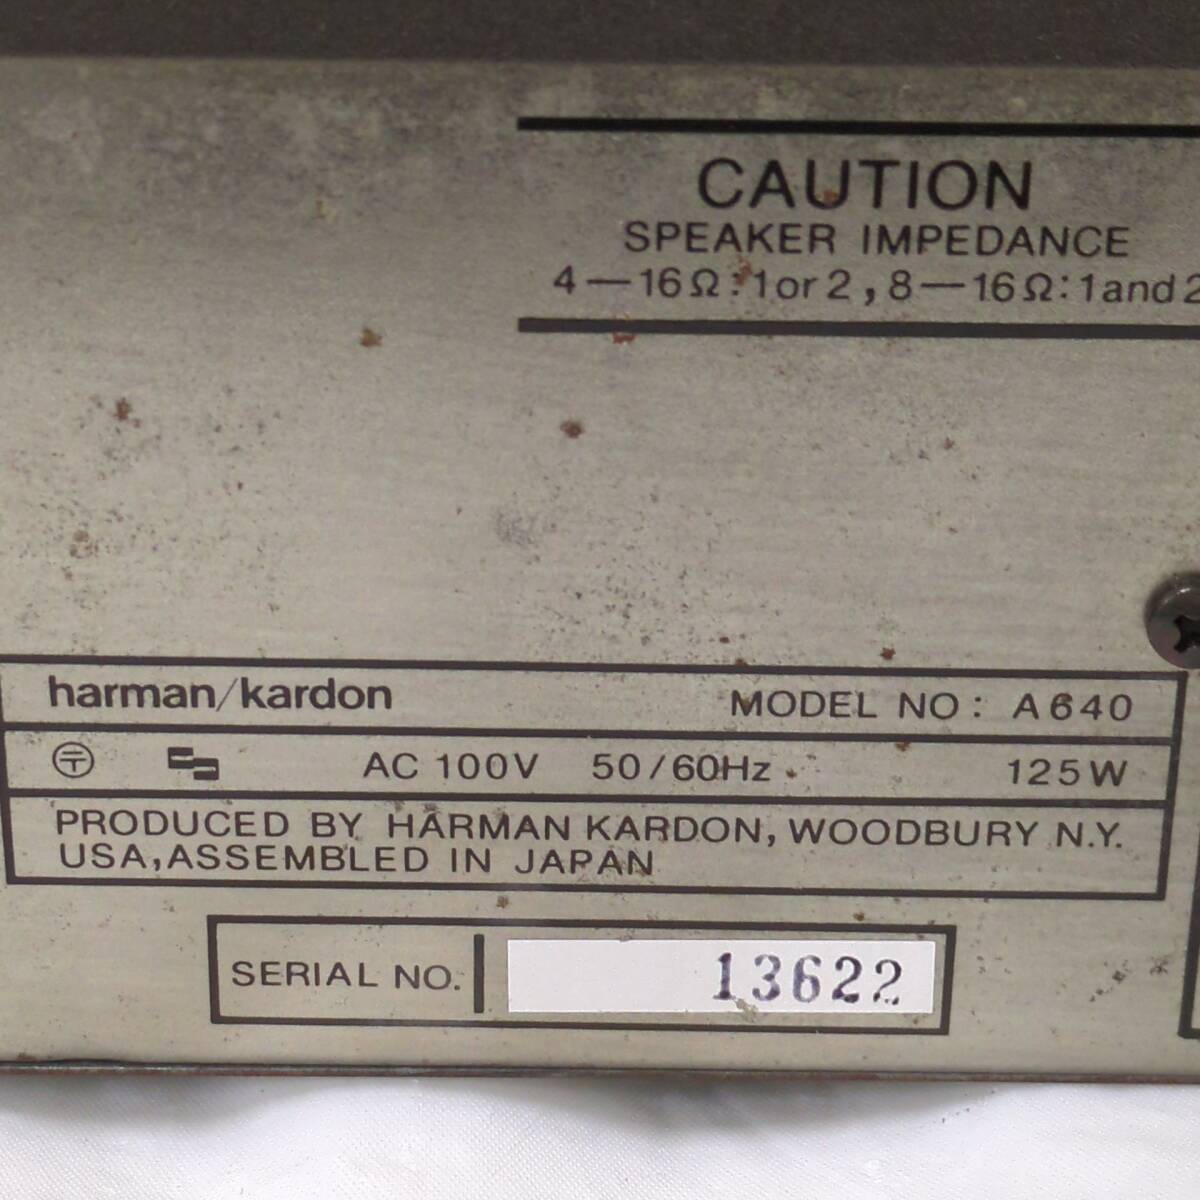 CAUTION
SPEAKER IMPEDANCE
4—16Ω:1or2,8—16Ω:1and2
harman/kardon MODEL NO: A640
〒 AC 100V 50/60Hz 125W
PRODUCED BY HARMAN KARDON, WOODBURY N.Y.
USA,ASSEMBLED IN JAPAN
SERIAL NO. 13622